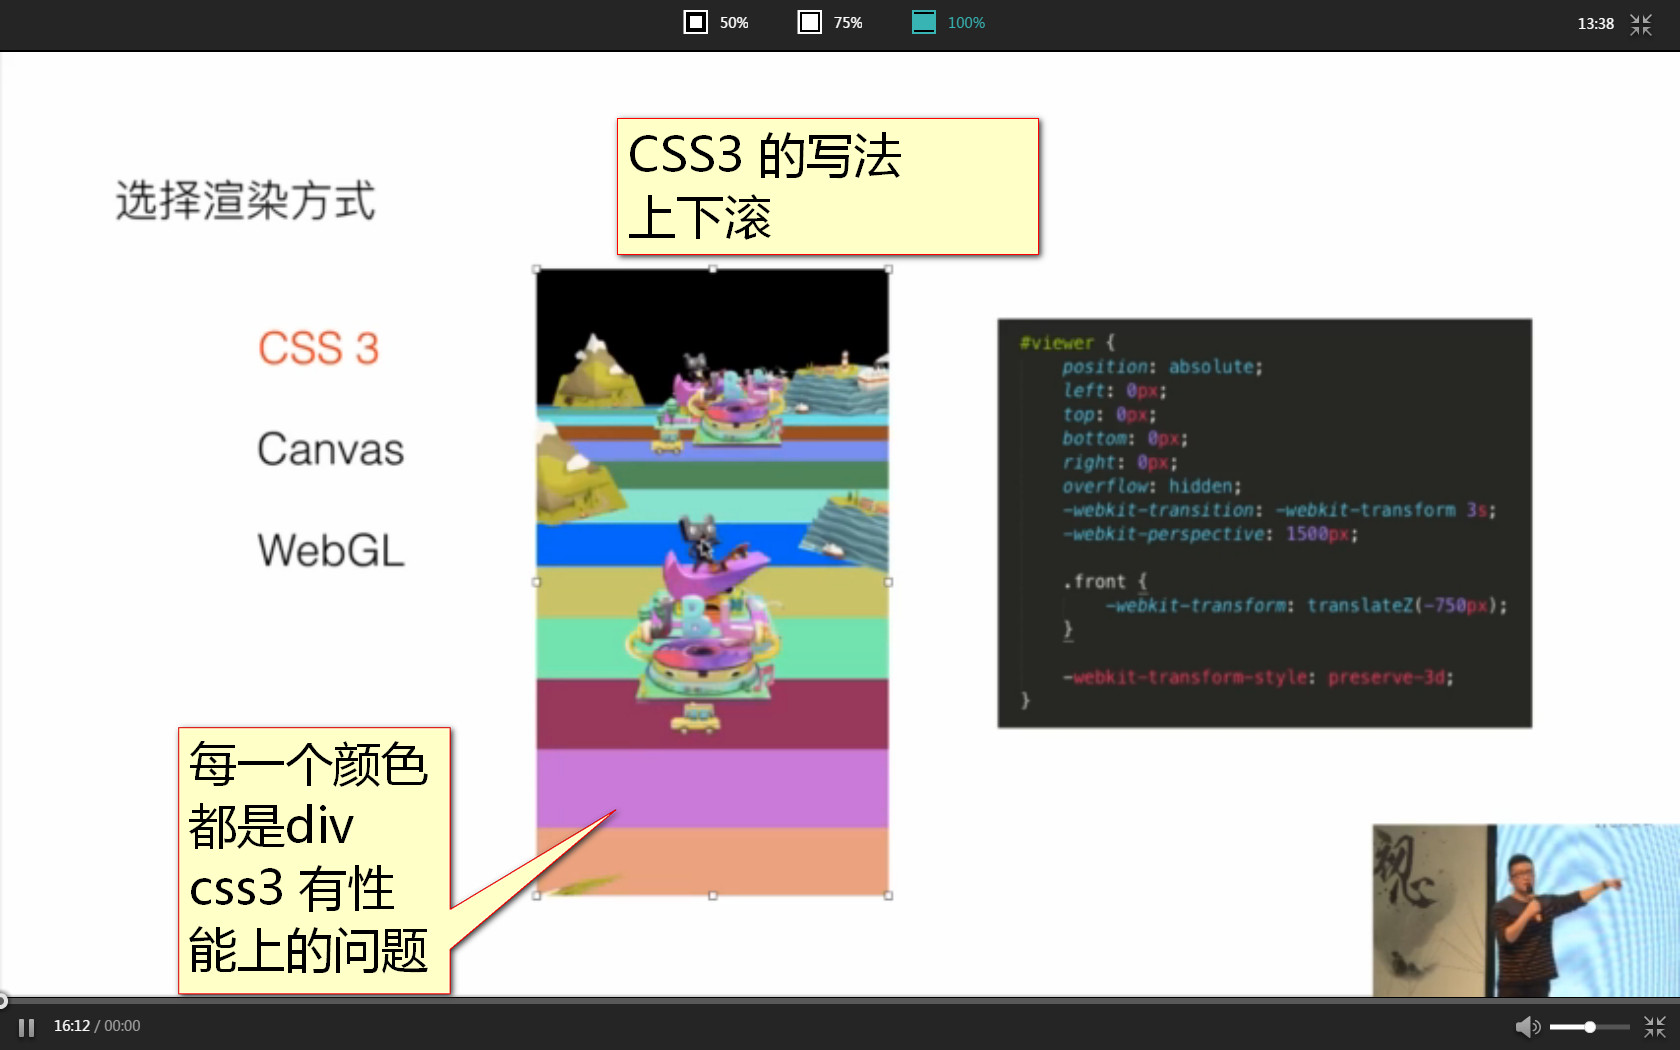 50%
75%
100%
13:38
CSS3 的写法
上下滚
选择渲染方式
CSS 3
Canvas
WebGL
#viewer {
position: absolute;
left: 0px;
top: 0px;
bottom: 0px;
right: 0px;
overflow: hidden;
-webkit-transition: -webkit-transform 3s;
-webkit-perspective: 1500px;
.front {
-webkit-transform: translateZ(-750px);
}
-webkit-transform-style: preserve-3d;
}
每一个颜色
都是div
css3 有性
能上的问题
16:12 / 00:00